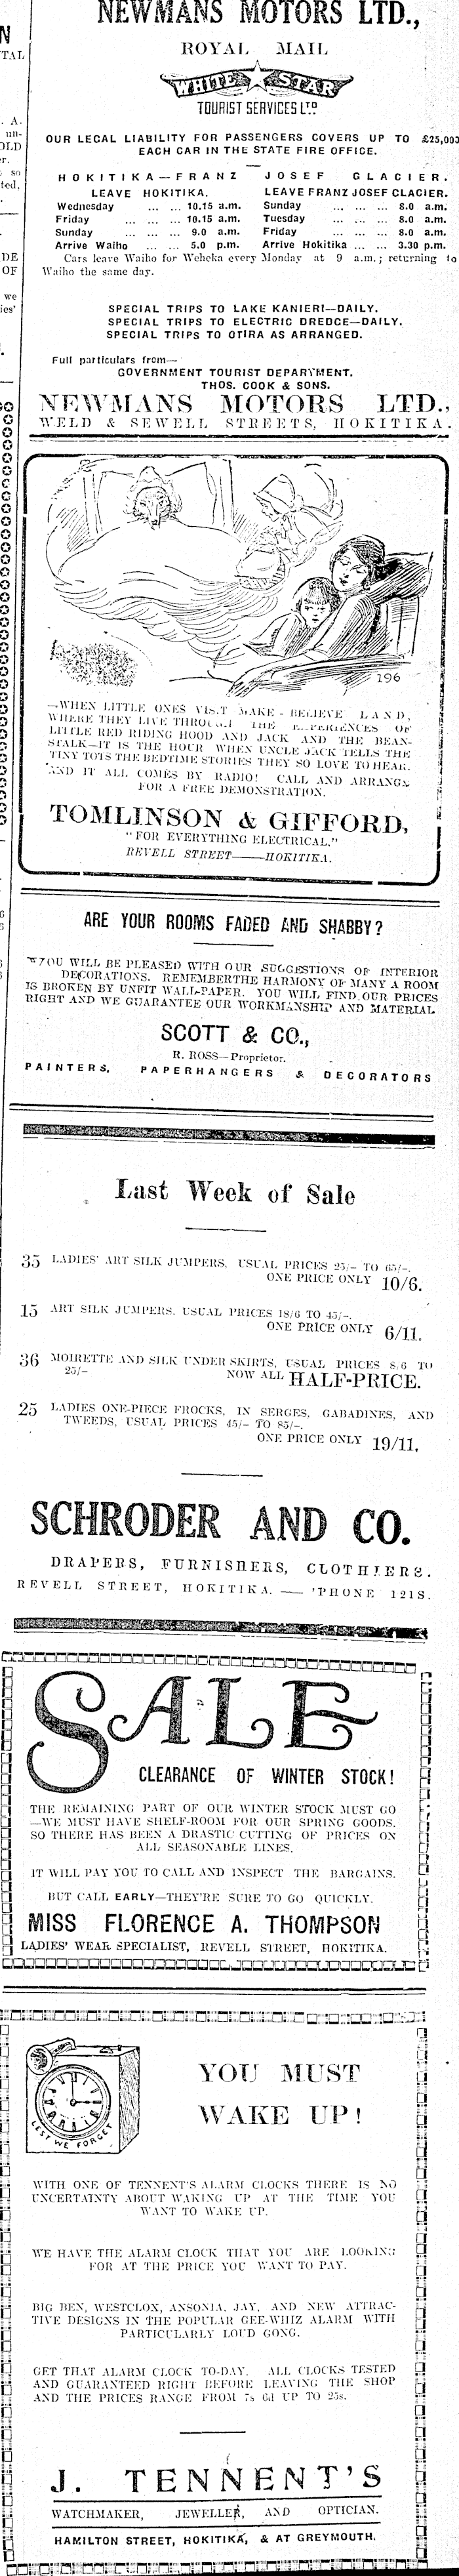 N
TAL
. A.
un-
OLD
r.
so
ted.
DE
OF
we
ies'
NEWMANS MOTORS LTD.,
ROYAL MAIL
WHITE STAR
TOURIST SERVICES LTD
OUR LEGAL LIABILITY FOR PASSENGERS COVERS UP TO £25,000
EACH CAR IN THE STATE FIRE OFFICE.
HOKITIKA—FRANZ JOSEF GLACIER.
LEAVE HOKITIKA.
Wednesday ... ... 10.15 a.m.
Friday ... ... ... 10.15 a.m.
Sunday ... ... ... 9.0 a.m.
Arrive Waiho ... ... 5.0 p.m.
LEAVE FRANZ JOSEF GLACIER.
Sunday ... ... ... 8.0 a.m.
Tuesday ... ... ... 8.0 a.m.
Friday ... ... ... 8.0 a.m.
Arrive Hokitika ... ... 3.30 p.m.
Cars leave Waiho for Weheka every Monday at 9 a.m.; returning to
Waiho the same day.
SPECIAL TRIPS TO LAKE KANIERI—DAILY.
SPECIAL TRIPS TO ELECTRIC DREDGE—DAILY.
SPECIAL TRIPS TO OTIRA AS ARRANGED.
Full particulars from—
GOVERNMENT TOURIST DEPARTMENT.
THOS. COOK & SONS.
NEWMANS MOTORS LTD.,
WELD & SEWELL STREETS, HOKITIKA.
196
—WHEN LITTLE ONES VISIT MAKE-BELIEVE LAND,
WHERE THEY LIVE THROUGH THE EXPERIENCES OF
LITTLE RED RIDING HOOD AND JACK AND THE BEAN-
STALK—IT IS THE HOUR WHEN UNCLE JACK TELLS THE
TINY TOTS THE BEDTIME STORIES THEY SO LOVE TO HEAR.
AND IT ALL COMES BY RADIO! CALL AND ARRANGE
FOR A FREE DEMONSTRATION.
TOMLINSON & GIFFORD,
"FOR EVERYTHING ELECTRICAL."
REVELL STREET——HOKITIKA.
ARE YOUR ROOMS FADED AND SHABBY?
YOU WILL BE PLEASED WITH OUR SUGGESTIONS OF INTERIOR
DECORATIONS. REMEMBERTHE HARMONY OF MANY A ROOM
IS BROKEN BY UNFIT WALL-PAPER. YOU WILL FIND OUR PRICES
RIGHT AND WE GUARANTEE OUR WORKMANSHIP AND MATERIAL
SCOTT & CO.,
R. ROSS—Proprietor.
PAINTERS, PAPERHANGERS & DECORATORS
Last Week of Sale
35 LADIES' ART SILK JUMPERS. USUAL PRICES 25/- TO 65/-.
ONE PRICE ONLY 10/6.
15 ART SILK JUMPERS. USUAL PRICES 18/6 TO 45/-.
ONE PRICE ONLY 6/11.
36 MOIRETTE AND SILK UNDER SKIRTS, USUAL PRICES 8/6 TO
25/- NOW ALL HALF-PRICE.
25 LADIES ONE-PIECE FROCKS, IN SERGES, GABADINES, AND
TWEEDS, USUAL PRICES 45/- TO 85/-.
ONE PRICE ONLY 19/11.
SCHRODER AND CO.
DRAPERS, FURNISHERS, CLOTHIERS.
REVELL STREET, HOKITIKA. —— 'PHONE 121S.
SALE
CLEARANCE OF WINTER STOCK!
THE REMAINING PART OF OUR WINTER STOCK MUST GO
—WE MUST HAVE SHELF-ROOM FOR OUR SPRING GOODS.
SO THERE HAS BEEN A DRASTIC CUTTING OF PRICES ON
ALL SEASONABLE LINES.
IT WILL PAY YOU TO CALL AND INSPECT THE BARGAINS.
BUT CALL EARLY—THEY'RE SURE TO GO QUICKLY.
MISS FLORENCE A. THOMPSON
LADIES' WEAR SPECIALIST, REVELL STREET, HOKITIKA.
LEST WE FORGET
YOU MUST
WAKE UP!
WITH ONE OF TENNENT'S ALARM CLOCKS THERE IS NO
UNCERTAINTY ABOUT WAKING UP AT THE TIME YOU
WANT TO WAKE UP.
WE HAVE THE ALARM CLOCK THAT YOU ARE LOOKING
FOR AT THE PRICE YOU WANT TO PAY.
BIG BEN, WESTCLOX, ANSONIA, JAY, AND NEW ATTRAC-
TIVE DESIGNS IN THE POPULAR GEE-WHIZ ALARM WITH
PARTICULARLY LOUD GONG.
GET THAT ALARM CLOCK TO-DAY. ALL CLOCKS TESTED
AND GUARANTEED RIGHT BEFORE LEAVING THE SHOP
AND THE PRICES RANGE FROM 7s 6d UP TO 25s.
J. TENNENT'S
WATCHMAKER, JEWELLER, AND OPTICIAN.
HAMILTON STREET, HOKITIKA, & AT GREYMOUTH.